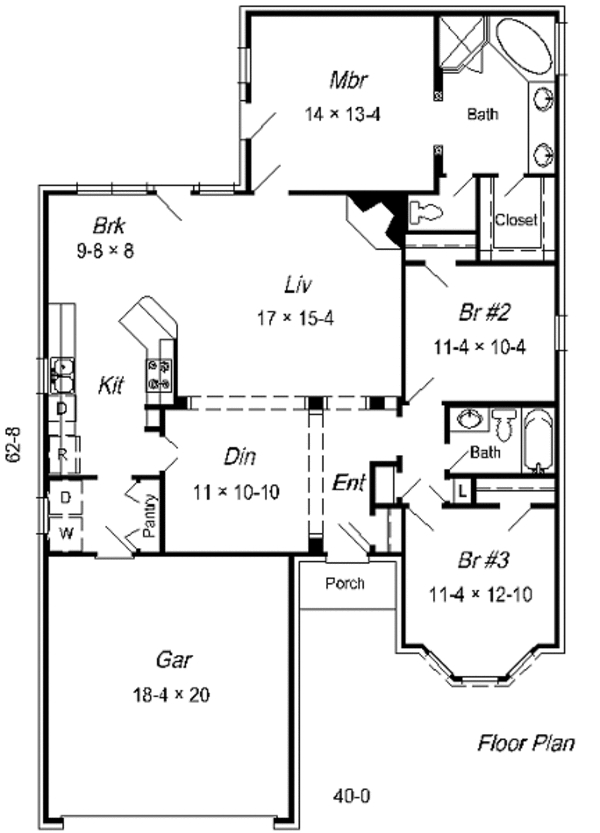 Mbr
14 × 13-4
Bath
Brk
9-8 × 8
Closet
Liv
17 × 15-4
Br #2
11-4 × 10-4
Kit
D
R
62-8
Din
11 × 10-10
Ent
Bath
L
D
W
Pantry
Br #3
11-4 × 12-10
Porch
Gar
18-4 × 20
Floor Plan
40-0